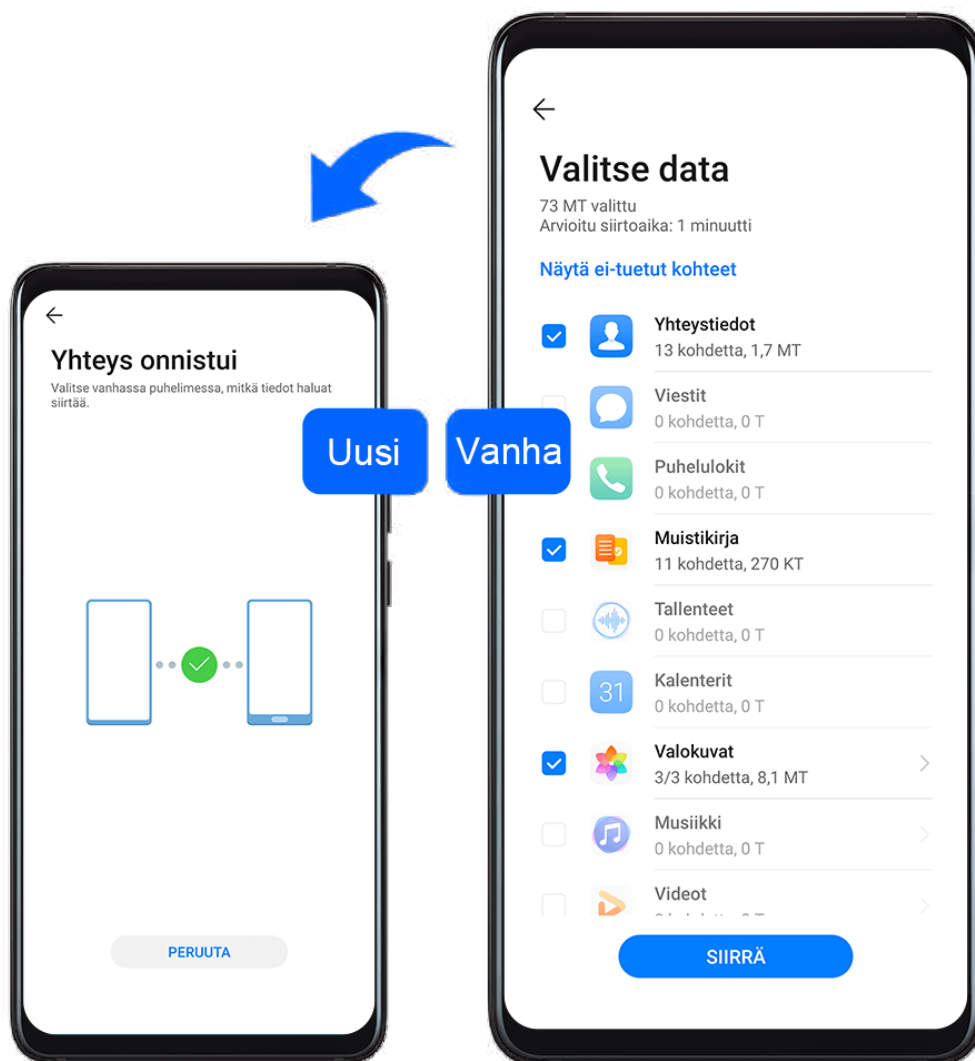 Yhteys onnistui
Valitse vanhassa puhelimessa, mitkä tiedot haluat
siirtää.
PERUUTA
Uusi
Vanha
Valitse data
73 MT valittu
Arvioitu siirtoaika: 1 minuutti
Näytä ei-tuetut kohteet
Yhteystiedot
13 kohdetta, 1,7 MT
Viestit
0 kohdetta, 0 T
Puhelulokit
0 kohdetta, 0 T
Muistikirja
11 kohdetta, 270 KT
Tallenteet
0 kohdetta, 0 T
31
Kalenterit
0 kohdetta, 0 T
Valokuvat
3/3 kohdetta, 8,1 MT
Musiikki
0 kohdetta, 0 T
Videot
SIIRRÄ